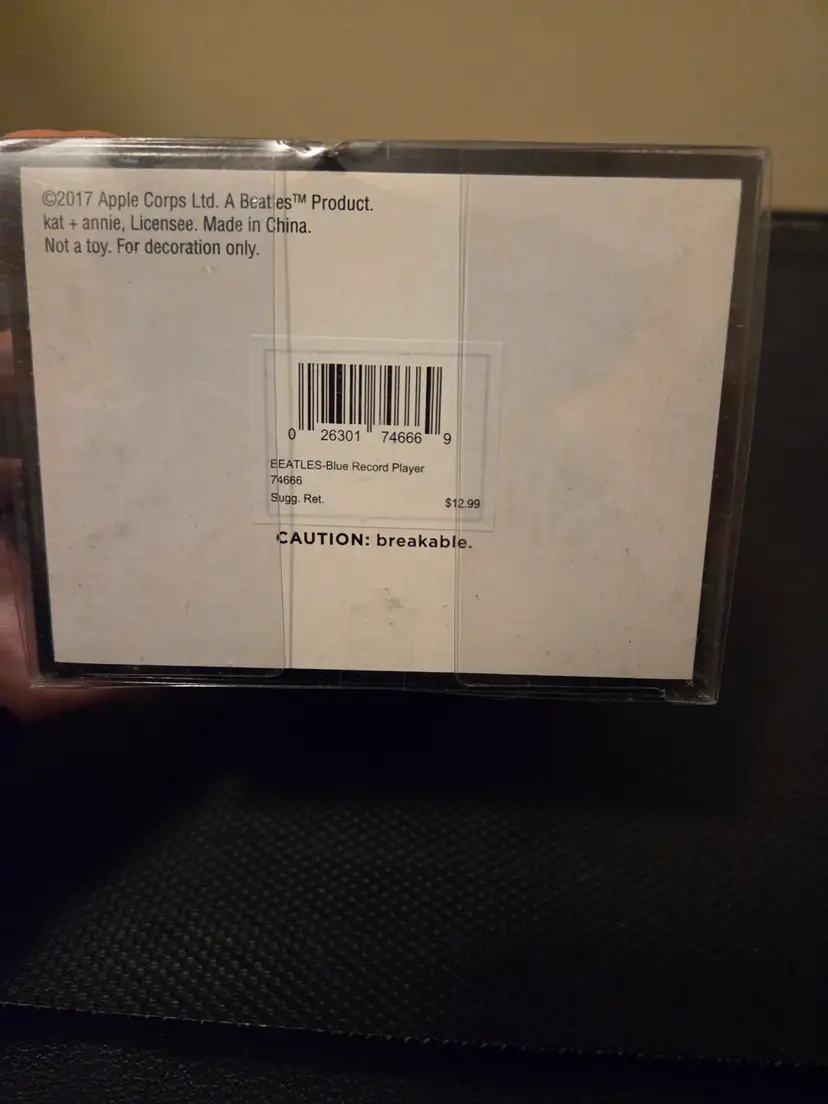 ©2017 Apple Corps Ltd. A Beatles™ Product.
kat + annie, Licensee. Made in China.
Not a toy. For decoration only.
0 26301 74666 9
BEATLES-Blue Record Player
74666
Sugg. Ret. $12.99
CAUTION: breakable.